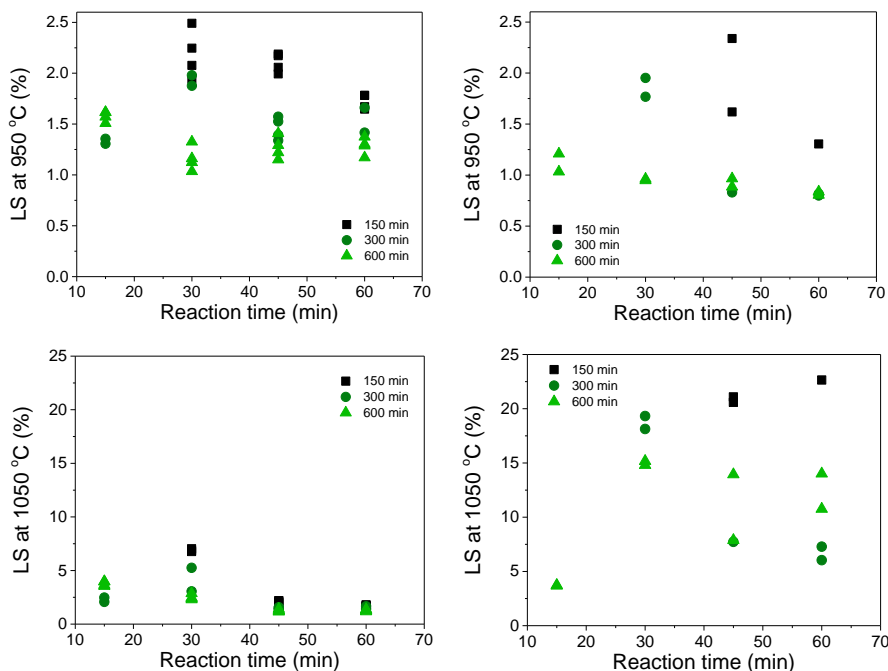 2.5
2.0
1.5
1.0
0.5
0.0
LS at 950 °C (%)
150 min
300 min
600 min
10 20 30 40 50 60 70
Reaction time (min)
2.5
2.0
1.5
1.0
0.5
0.0
LS at 950 °C (%)
150 min
300 min
600 min
10 20 30 40 50 60 70
Reaction time (min)
25
20
15
10
5
0
LS at 1050 °C (%)
150 min
300 min
600 min
10 20 30 40 50 60 70
Reaction time (min)
25
20
15
10
5
0
LS at 1050 °C (%)
150 min
300 min
600 min
10 20 30 40 50 60 70
Reaction time (min)